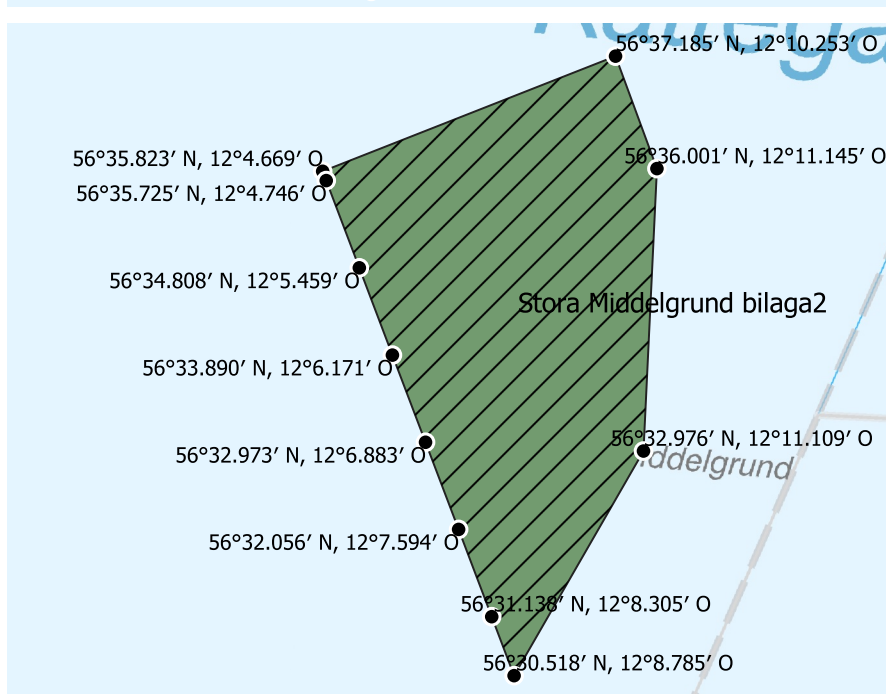 56°37.185′ N, 12°10.253′ O
56°35.823′ N, 12°4.669′ O
56°36.001′ N, 12°11.145′ O
56°35.725′ N, 12°4.746′ O
56°34.808′ N, 12°5.459′ O
Stora Middelgrund bilaga2
56°33.890′ N, 12°6.171′ O
56°32.976′ N, 12°11.109′ O
56°32.973′ N, 12°6.883′ O
56°32.056′ N, 12°7.594′ O
56°31.138′ N, 12°8.305′ O
56°30.518′ N, 12°8.785′ O